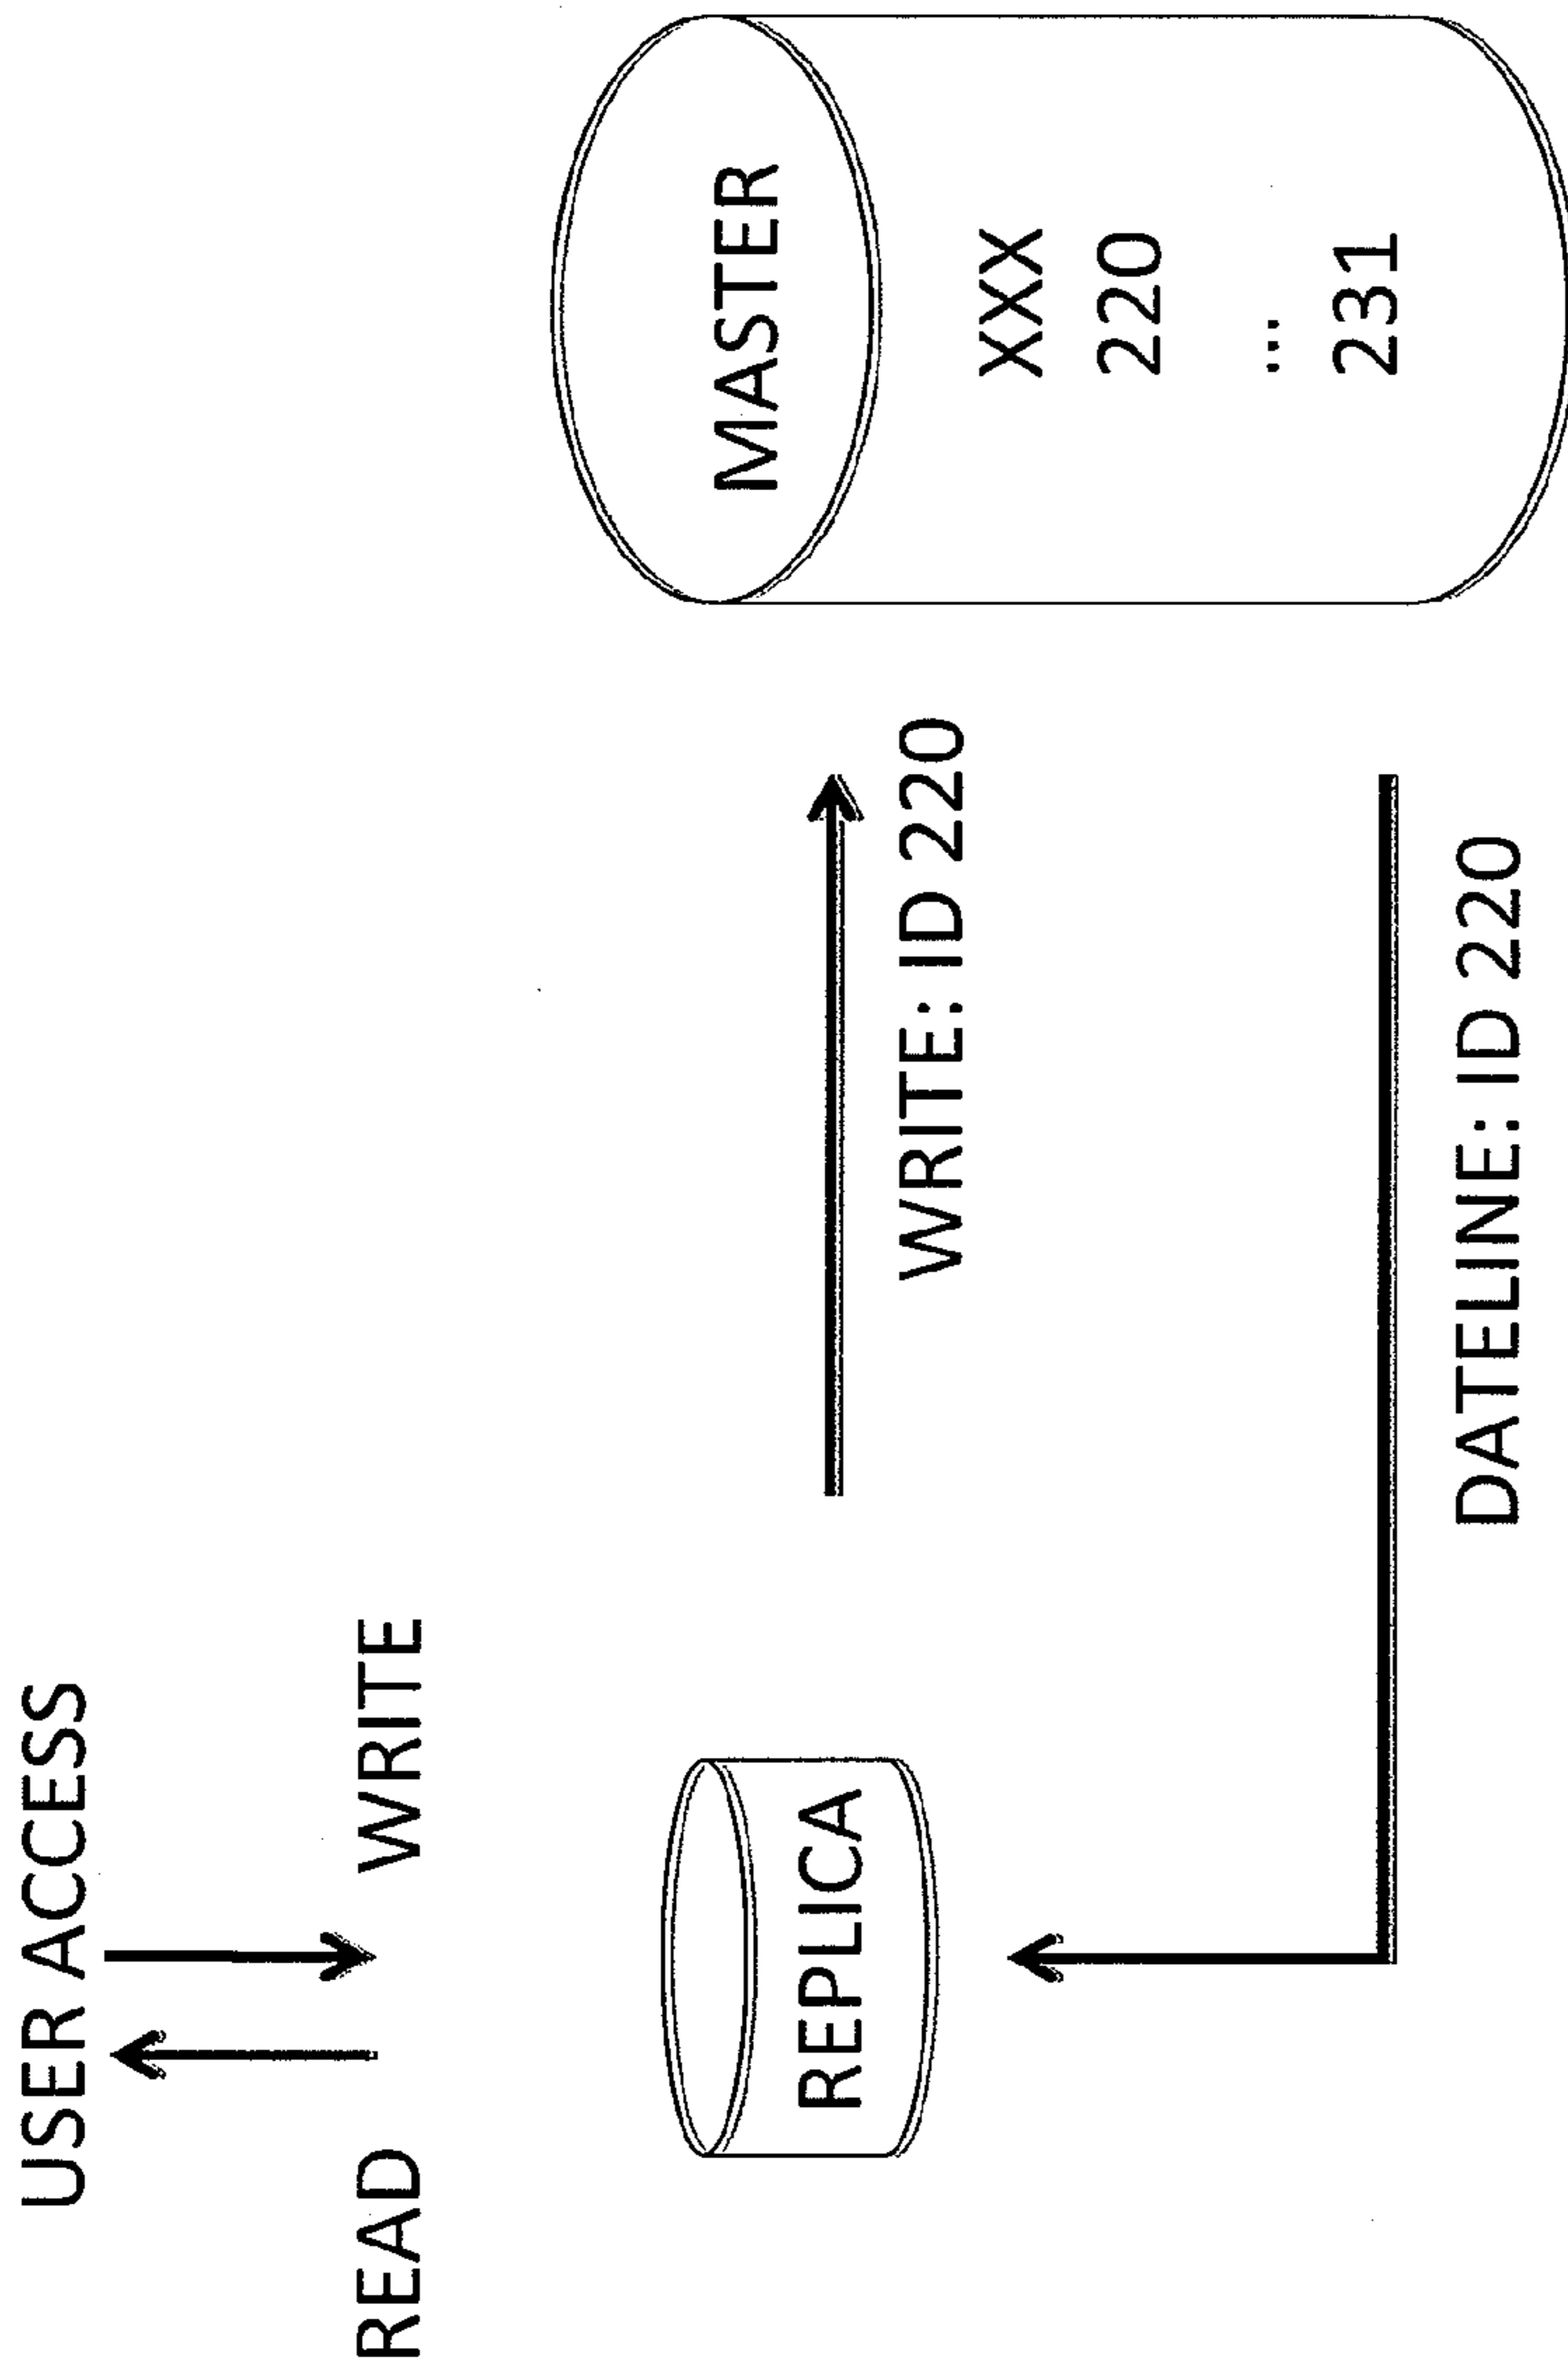 USER ACCESS
READ
WRITE
REPLICA
WRITE: ID 220
DATELINE: ID 220
MASTER
XXX
220
...
231